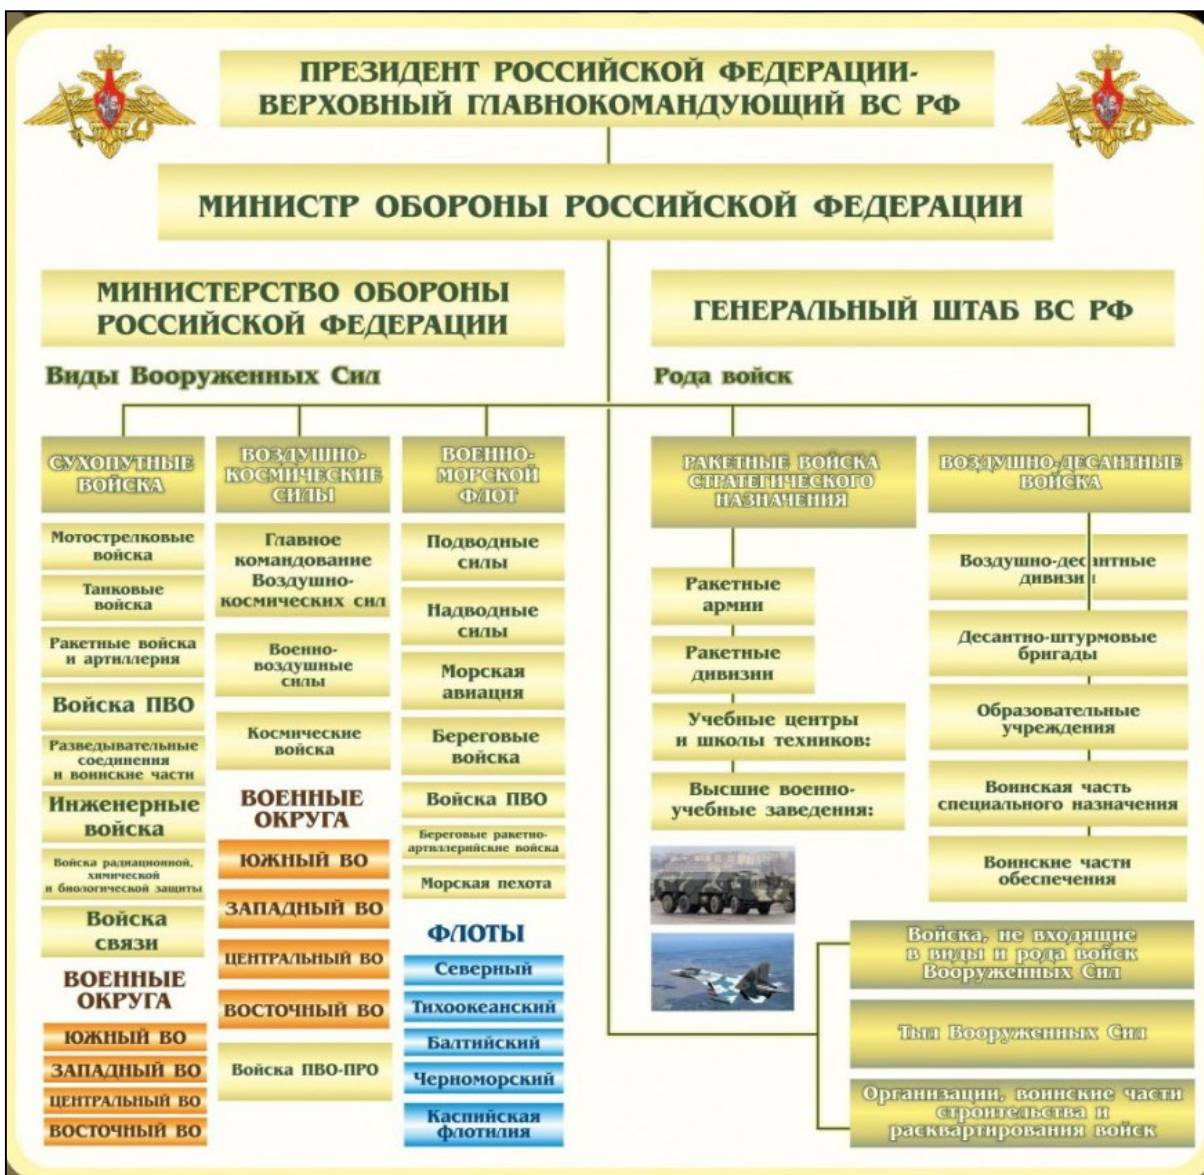 ПРЕЗИДЕНТ РОССИЙСКОЙ ФЕДЕРАЦИИ-
ВЕРХОВНЫЙ ГЛАВНОКОМАНДУЮЩИЙ ВС РФ
МИНИСТР ОБОРОНЫ РОССИЙСКОЙ ФЕДЕРАЦИИ
МИНИСТЕРСТВО ОБОРОНЫ
РОССИЙСКОЙ ФЕДЕРАЦИИ
ГЕНЕРАЛЬНЫЙ ШТАБ ВС РФ
Виды Вооруженных Сил
Рода войск
СУХОПУТНЫЕ
ВОЙСКА
Мотострелковые
войска
Танковые
войска
Ракетные войска
и артиллерия
Войска ПВО
Разведывательные
соединения
и воинские части
Инженерные
войска
Войска радиационной,
химической
и биологической защиты
Войска
связи
ВОЕННЫЕ
ОКРУГА
ЮЖНЫЙ ВО
ЗАПАДНЫЙ ВО
ЦЕНТРАЛЬНЫЙ ВО
ВОСТОЧНЫЙ ВО
ВОЗДУШНО-
КОСМИЧЕСКИЕ
СИЛЫ
Главное
командование
Воздушно-
космических сил
Военно-
воздушные
силы
Космические
войска
ВОЕННЫЕ
ОКРУГА
ЮЖНЫЙ ВО
ЗАПАДНЫЙ ВО
ЦЕНТРАЛЬНЫЙ ВО
ВОСТОЧНЫЙ ВО
Войска ПВО-ПРО
ВОЕННО-
МОРСКОЙ
ФЛОТ
Подводные
силы
Надводные
силы
Морская
авиация
Береговые
войска
Войска ПВО
Береговые ракетно-
артиллерийские войска
Морская пехота
ФЛОТЫ
Северный
Тихоокеанский
Балтийский
Черноморский
Каспийская
флотилия
РАКЕТНЫЕ ВОЙСКА
СТРАТЕГИЧЕСКОГО
НАЗНАЧЕНИЯ
Ракетные
армии
Ракетные
дивизии
Учебные центры
и школы техников:
Высшие военно-
учебные заведения:
ВОЗДУШНО-ДЕСАНТНЫЕ
ВОЙСКА
Воздушно-десантные
дивизии
Десантно-штурмовые
бригады
Образовательные
учреждения
Воинская часть
специального назначения
Воинские части
обеспечения
Войска, не входящие
в виды и рода войск
Вооруженных Сил
Тыл Вооруженных Сил
Организации, воинские части
строительства и
расквартирования войск